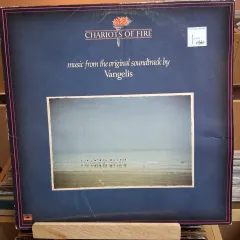 CHARIOTS OF FIRE
music from the original soundtrack by
Vangelis